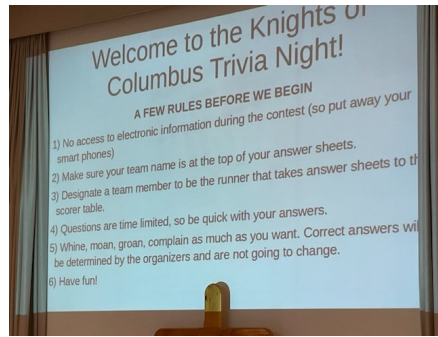 Welcome to the Knights of
Columbus Trivia Night!
A FEW RULES BEFORE WE BEGIN
1) No access to electronic information during the contest (so put away your
smart phones)
2) Make sure your team name is at the top of your answer sheets.
3) Designate a team member to be the runner that takes answer sheets to th
scorer table.
4) Questions are time limited, so be quick with your answers.
5) Whine, moan, groan, complain as much as you want. Correct answers wil
be determined by the organizers and are not going to change.
6) Have fun!